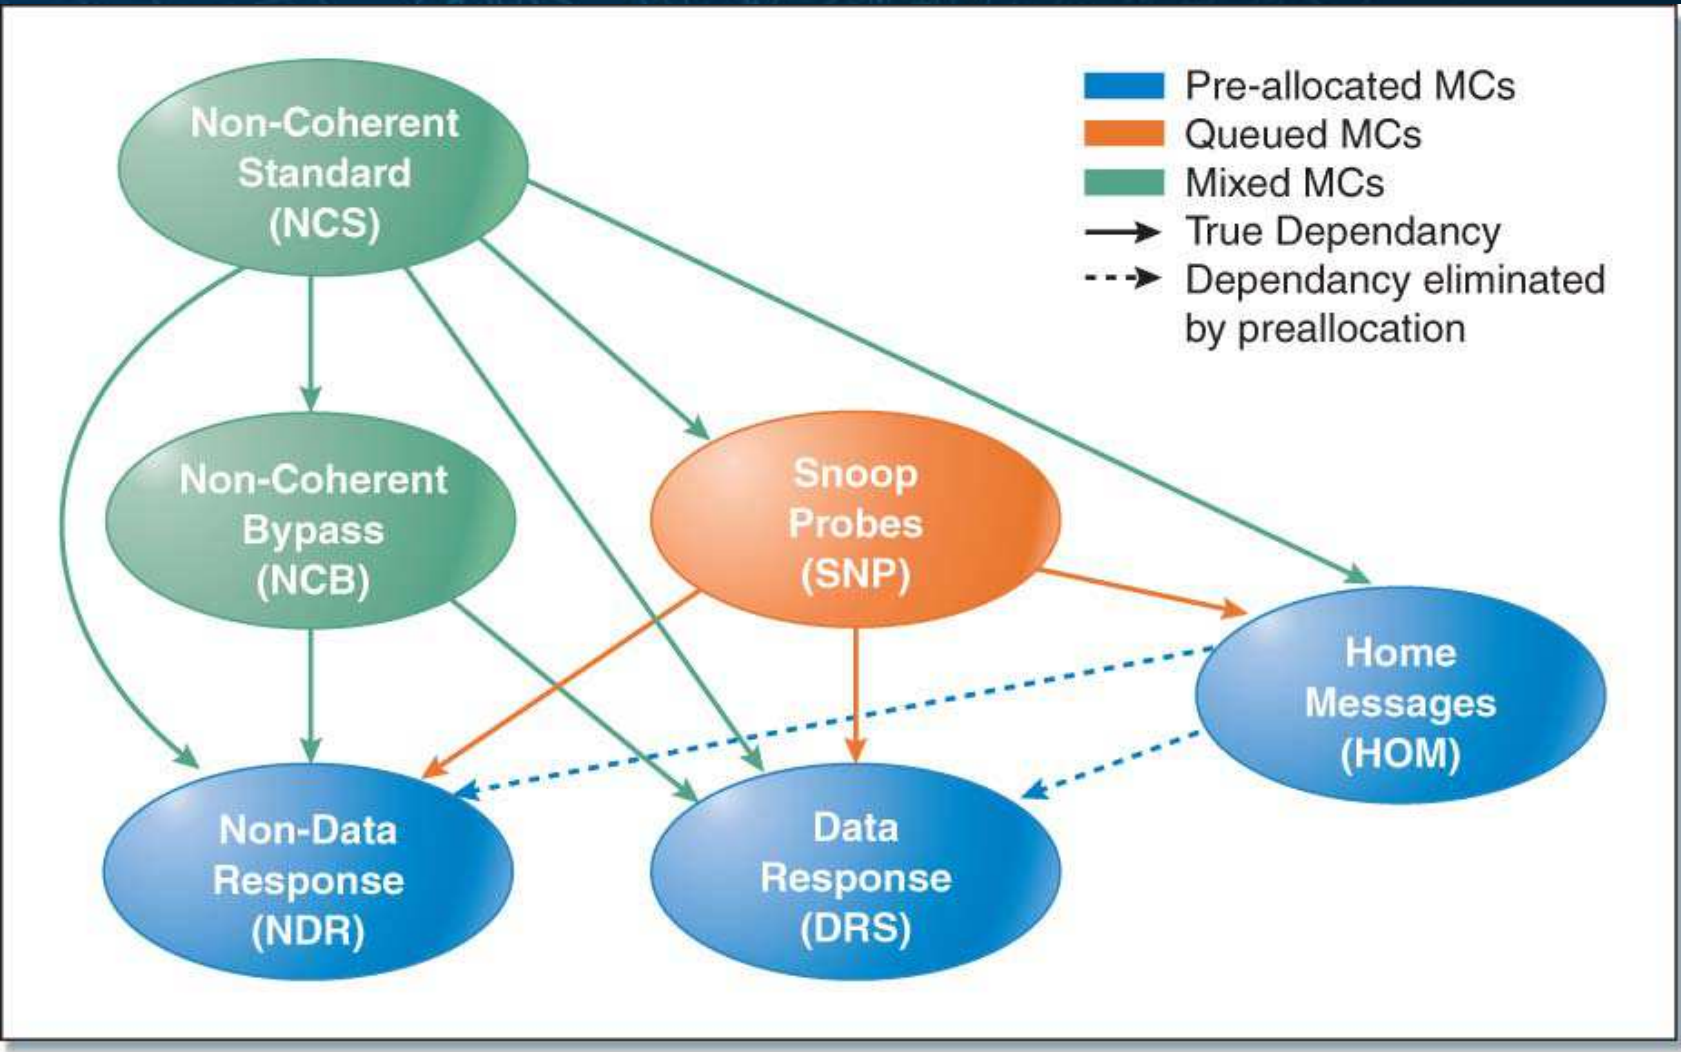 Non-Coherent
Standard
(NCS)
Pre-allocated MCs
Queued MCs
Mixed MCs
True Dependancy
Dependancy eliminated
by preallocation
Non-Coherent
Bypass
(NCB)
Snoop
Probes
(SNP)
Home
Messages
(HOM)
Non-Data
Response
(NDR)
Data
Response
(DRS)